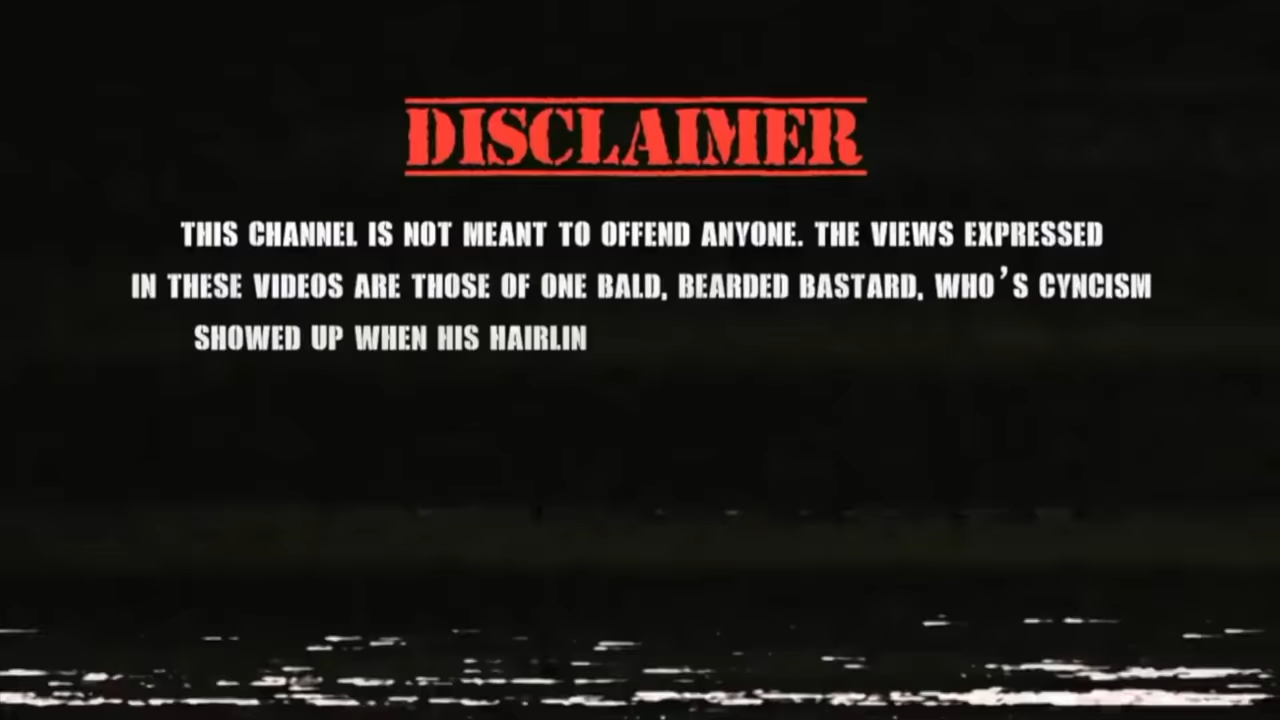 DISCLAIMER
THIS CHANNEL IS NOT MEANT TO OFFEND ANYONE. THE VIEWS EXPRESSED
IN THESE VIDEOS ARE THOSE OF ONE BALD, BEARDED BASTARD, WHO'S CYNCISM
SHOWED UP WHEN HIS HAIRLIN